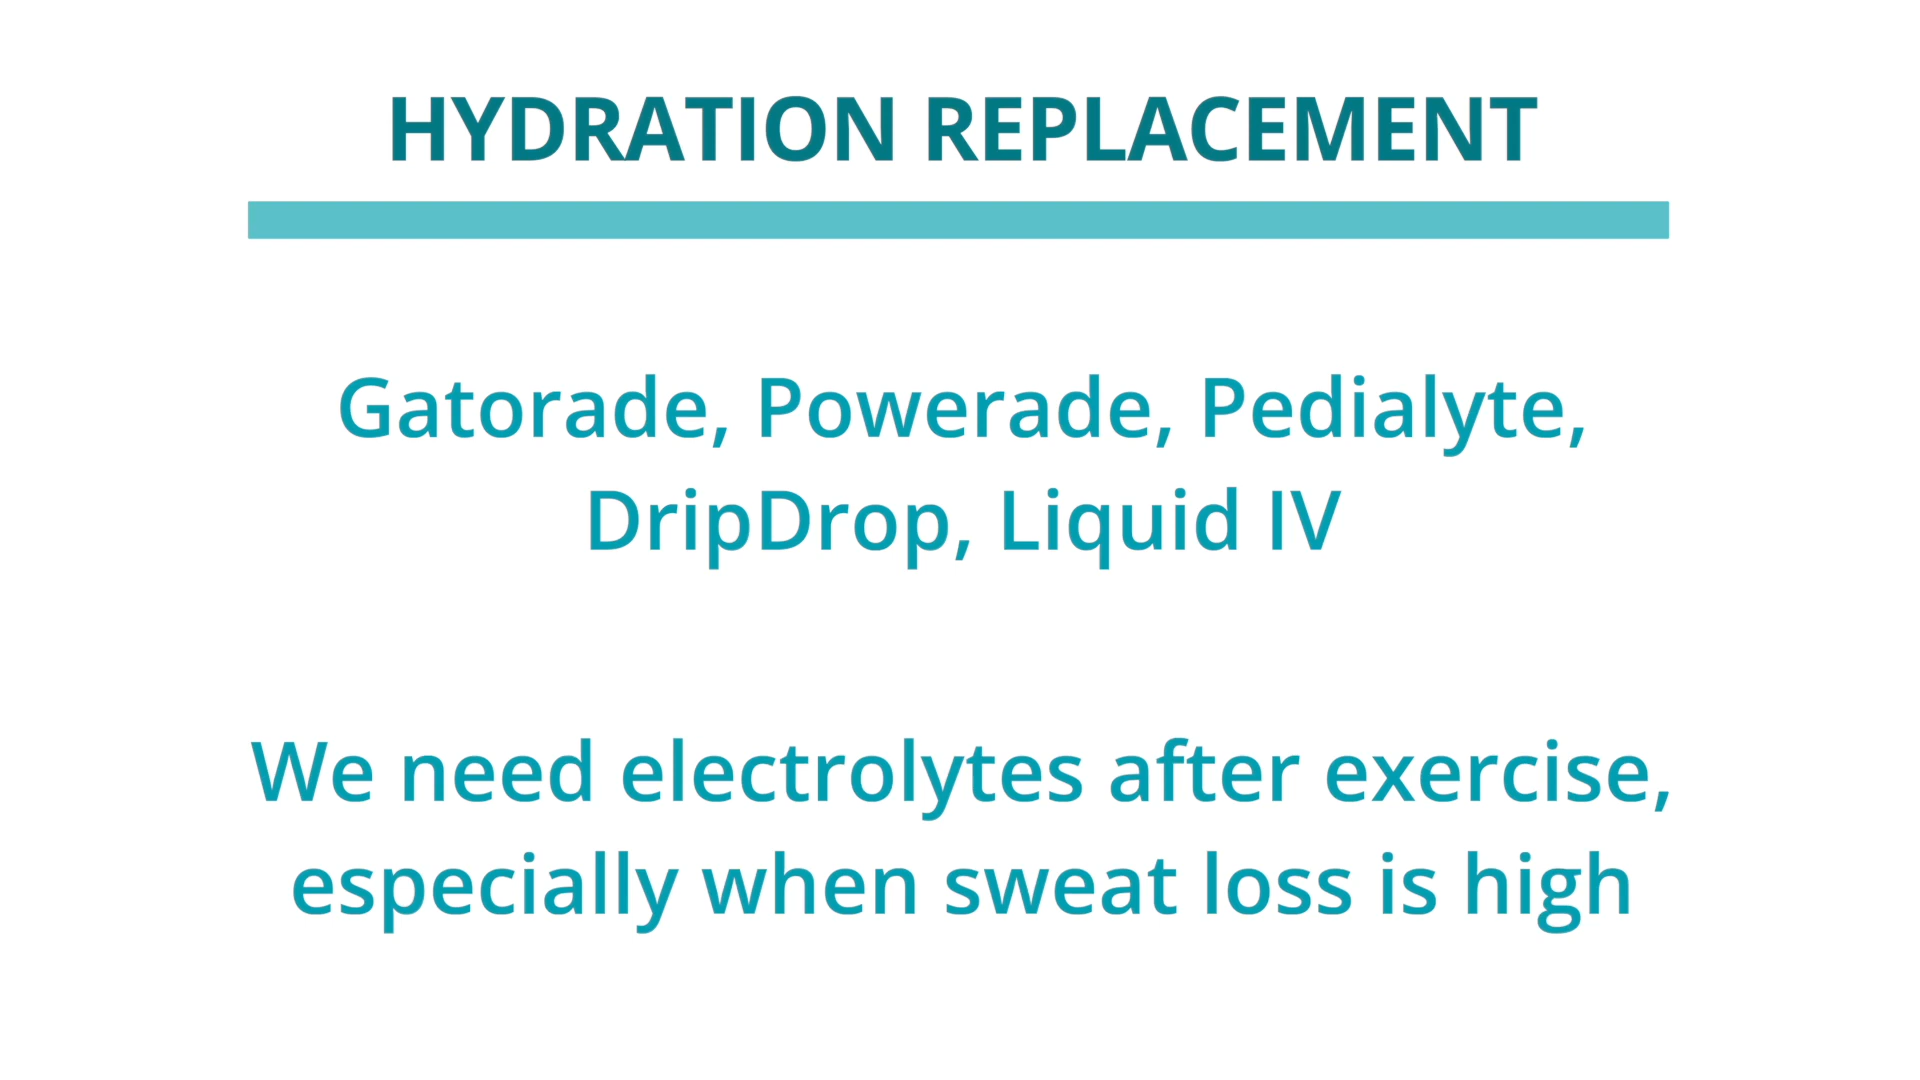 HYDRATION REPLACEMENT
Gatorade, Powerade, Pedialyte,
DripDrop, Liquid IV
We need electrolytes after exercise,
especially when sweat loss is high